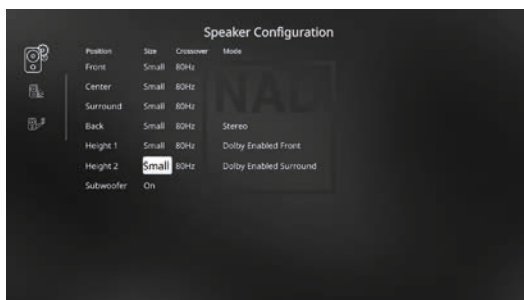 Speaker Configuration
Position Size Crossover Mode
Front Small 80Hz
Center Small 80Hz
Surround Small 80Hz
Back Small 80Hz Stereo
Height 1 Small 80Hz Dolby Enabled Front
Height 2 Small 80Hz Dolby Enabled Surround
Subwoofer On
NAD